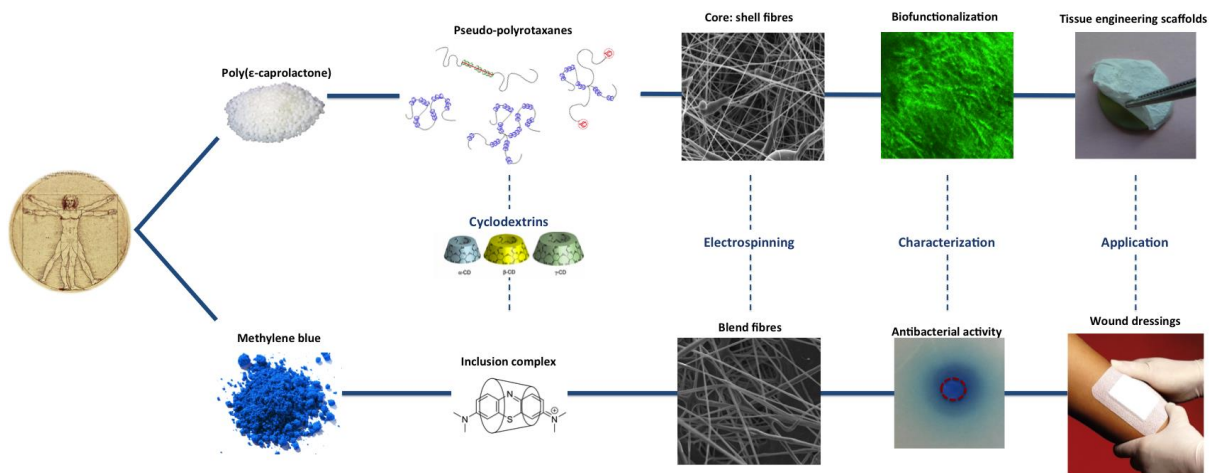 Poly(ε-caprolactone)
Pseudo-polyrotaxanes
Core: shell fibres
Biofunctionalization
Tissue engineering scaffolds
Cyclodextrins
α-CD
β-CD
γ-CD
Electrospinning
Characterization
Application
Methylene blue
Inclusion complex
N
S
N
N
⊕
Blend fibres
Antibacterial activity
Wound dressings